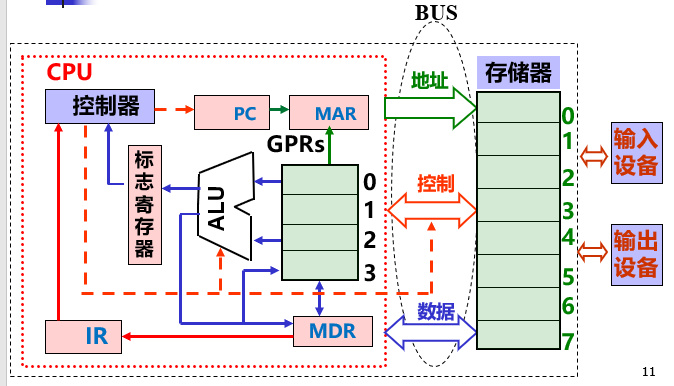 BUS
CPU
控制器
PC
MAR
地址
存储器
GPRs
标志寄存器
ALU
0
1
2
3
控制
IR
MDR
数据
0
1
2
3
4
5
6
7
输入
设备
输出
设备
11